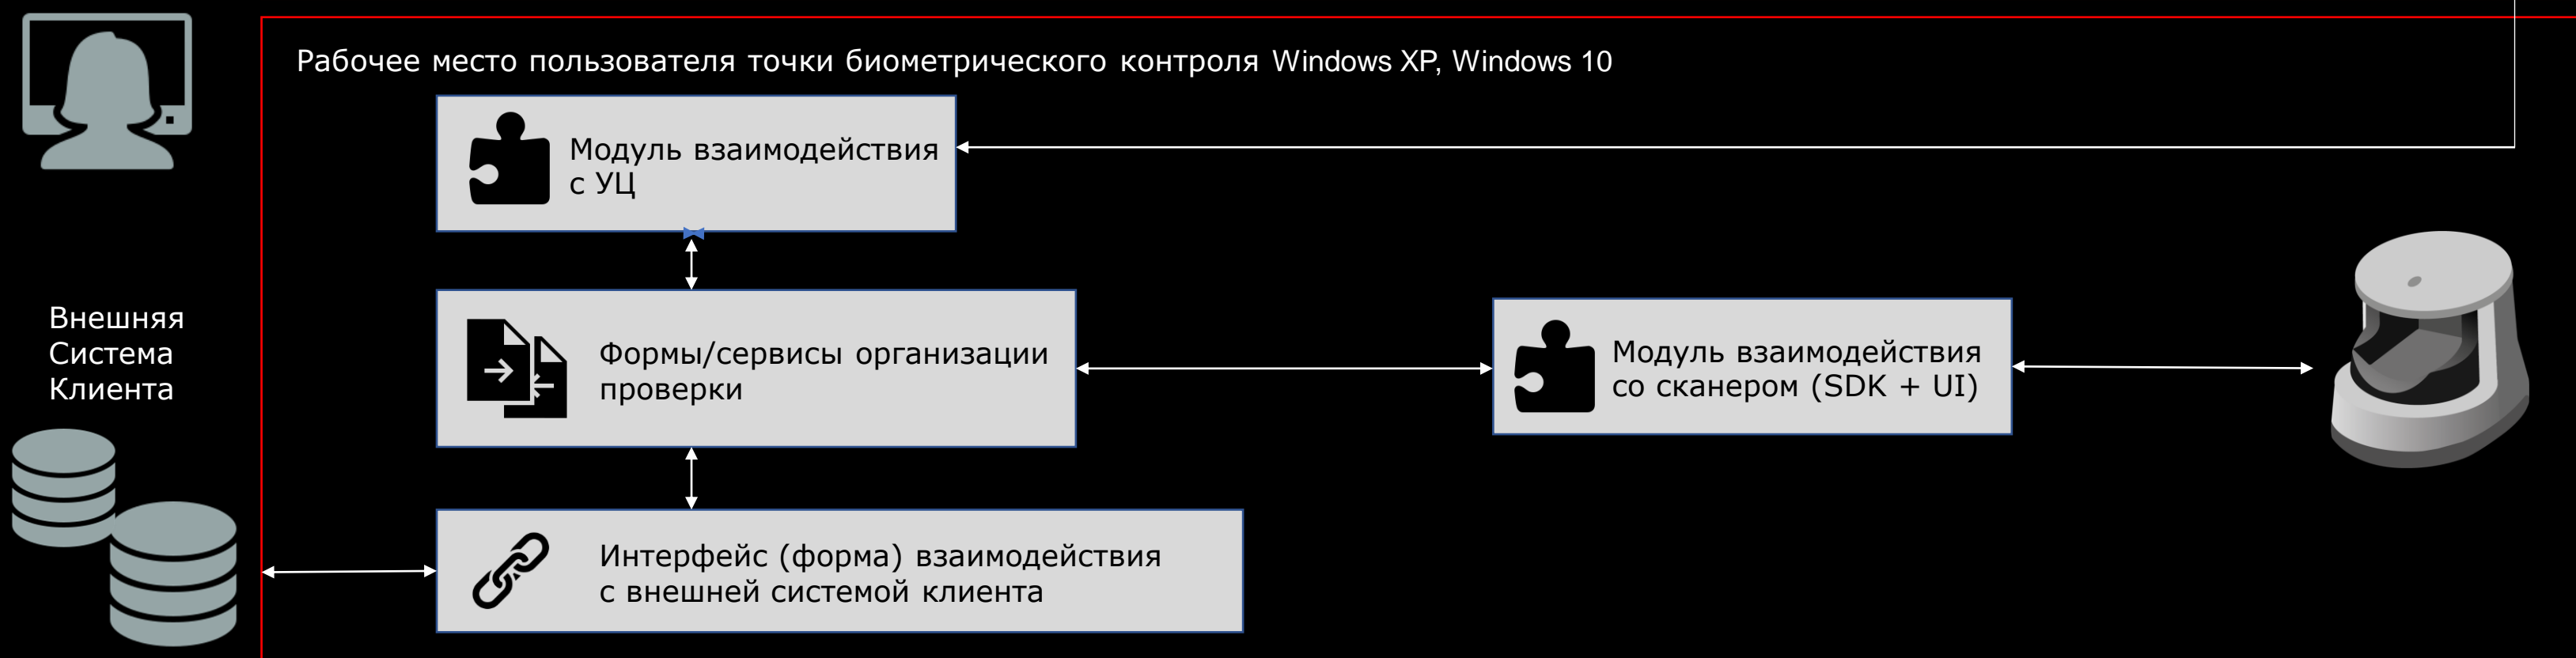 Рабочее место пользователя точки биометрического контроля Windows XP, Windows 10
Модуль взаимодействия
с УЦ
Внешняя
Система
Клиента
Формы/сервисы организации
проверки
Модуль взаимодействия
со сканером (SDK + UI)
Интерфейс (форма) взаимодействия
с внешней системой клиента